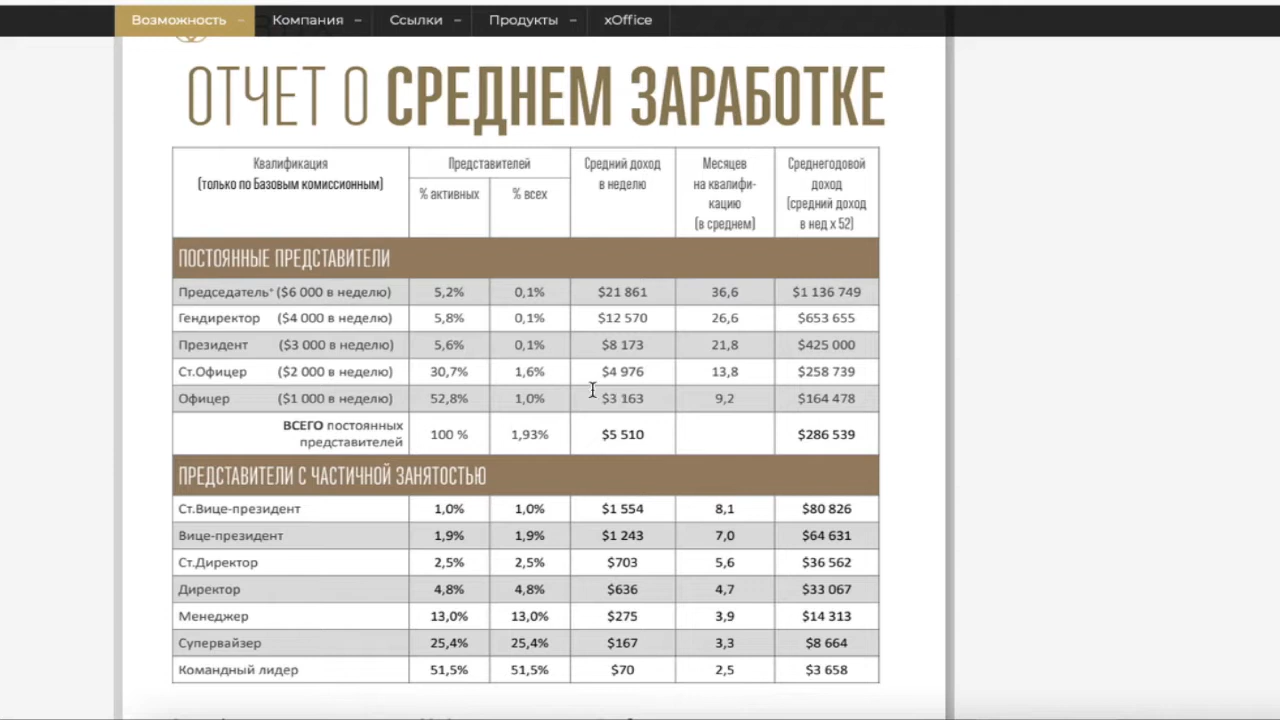 Возможность – Компания – Ссылки – Продукты – xOffice
ОТЧЕТ О СРЕДНЕМ ЗАРАБОТКЕ
Квалификация
(только по Базовым комиссионным)
Представителей
% активных % всех
Средний доход
в неделю
Месяцев
на квалифи-
кацию
(в среднем)
Среднегодовой
доход
(средний доход
в нед х 52)
ПОСТОЯННЫЕ ПРЕДСТАВИТЕЛИ
Председатель* ($6 000 в неделю) 5,2% 0,1% $21 861 36,6 $1 136 749
Гендиректор ($4 000 в неделю) 5,8% 0,1% $12 570 26,6 $653 655
Президент ($3 000 в неделю) 5,6% 0,1% $8 173 21,8 $425 000
Ст.Офицер ($2 000 в неделю) 30,7% 1,6% $4 976 13,8 $258 739
Офицер ($1 000 в неделю) 52,8% 1,0% $3 163 9,2 $164 478
ВСЕГО постоянных
представителей 100 % 1,93% $5 510 $286 539
ПРЕДСТАВИТЕЛИ С ЧАСТИЧНОЙ ЗАНЯТОСТЬЮ
Ст.Вице-президент 1,0% 1,0% $1 554 8,1 $80 826
Вице-президент 1,9% 1,9% $1 243 7,0 $64 631
Ст.Директор 2,5% 2,5% $703 5,6 $36 562
Директор 4,8% 4,8% $636 4,7 $33 067
Менеджер 13,0% 13,0% $275 3,9 $14 313
Супервайзер 25,4% 25,4% $167 3,3 $8 664
Командный лидер 51,5% 51,5% $70 2,5 $3 658